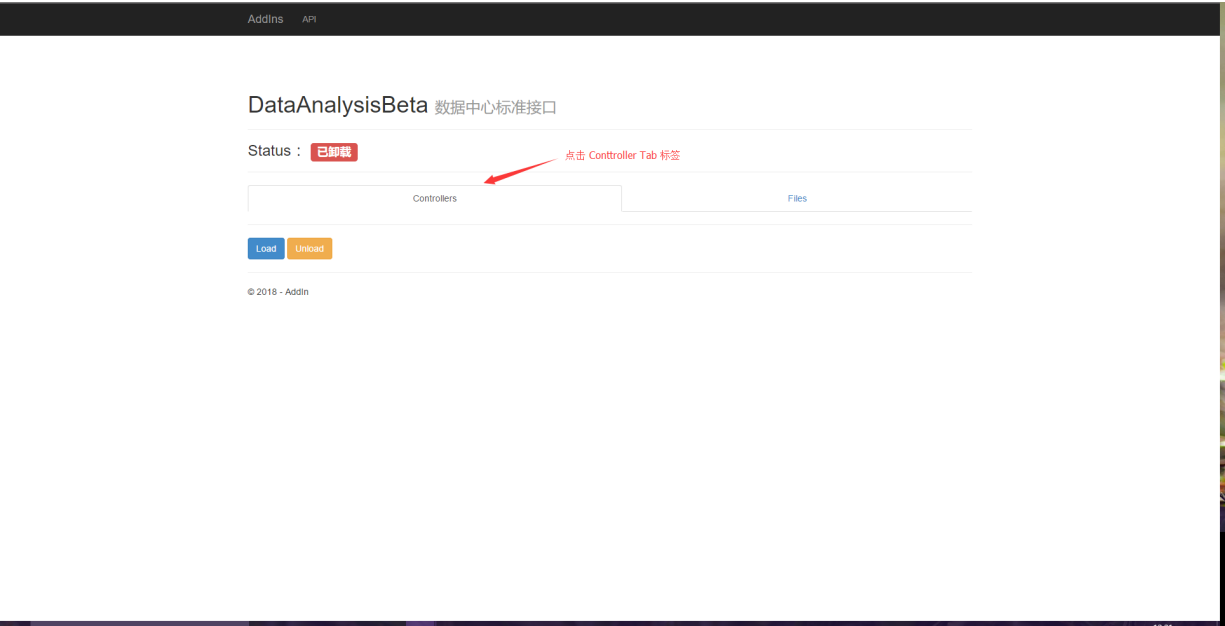 AddIns API
DataAnalysisBeta 数据中心标准接口
Status： 已卸载
点击 Conttroller Tab 标签
Controllers Files
Load Unload
© 2018 - AddIn